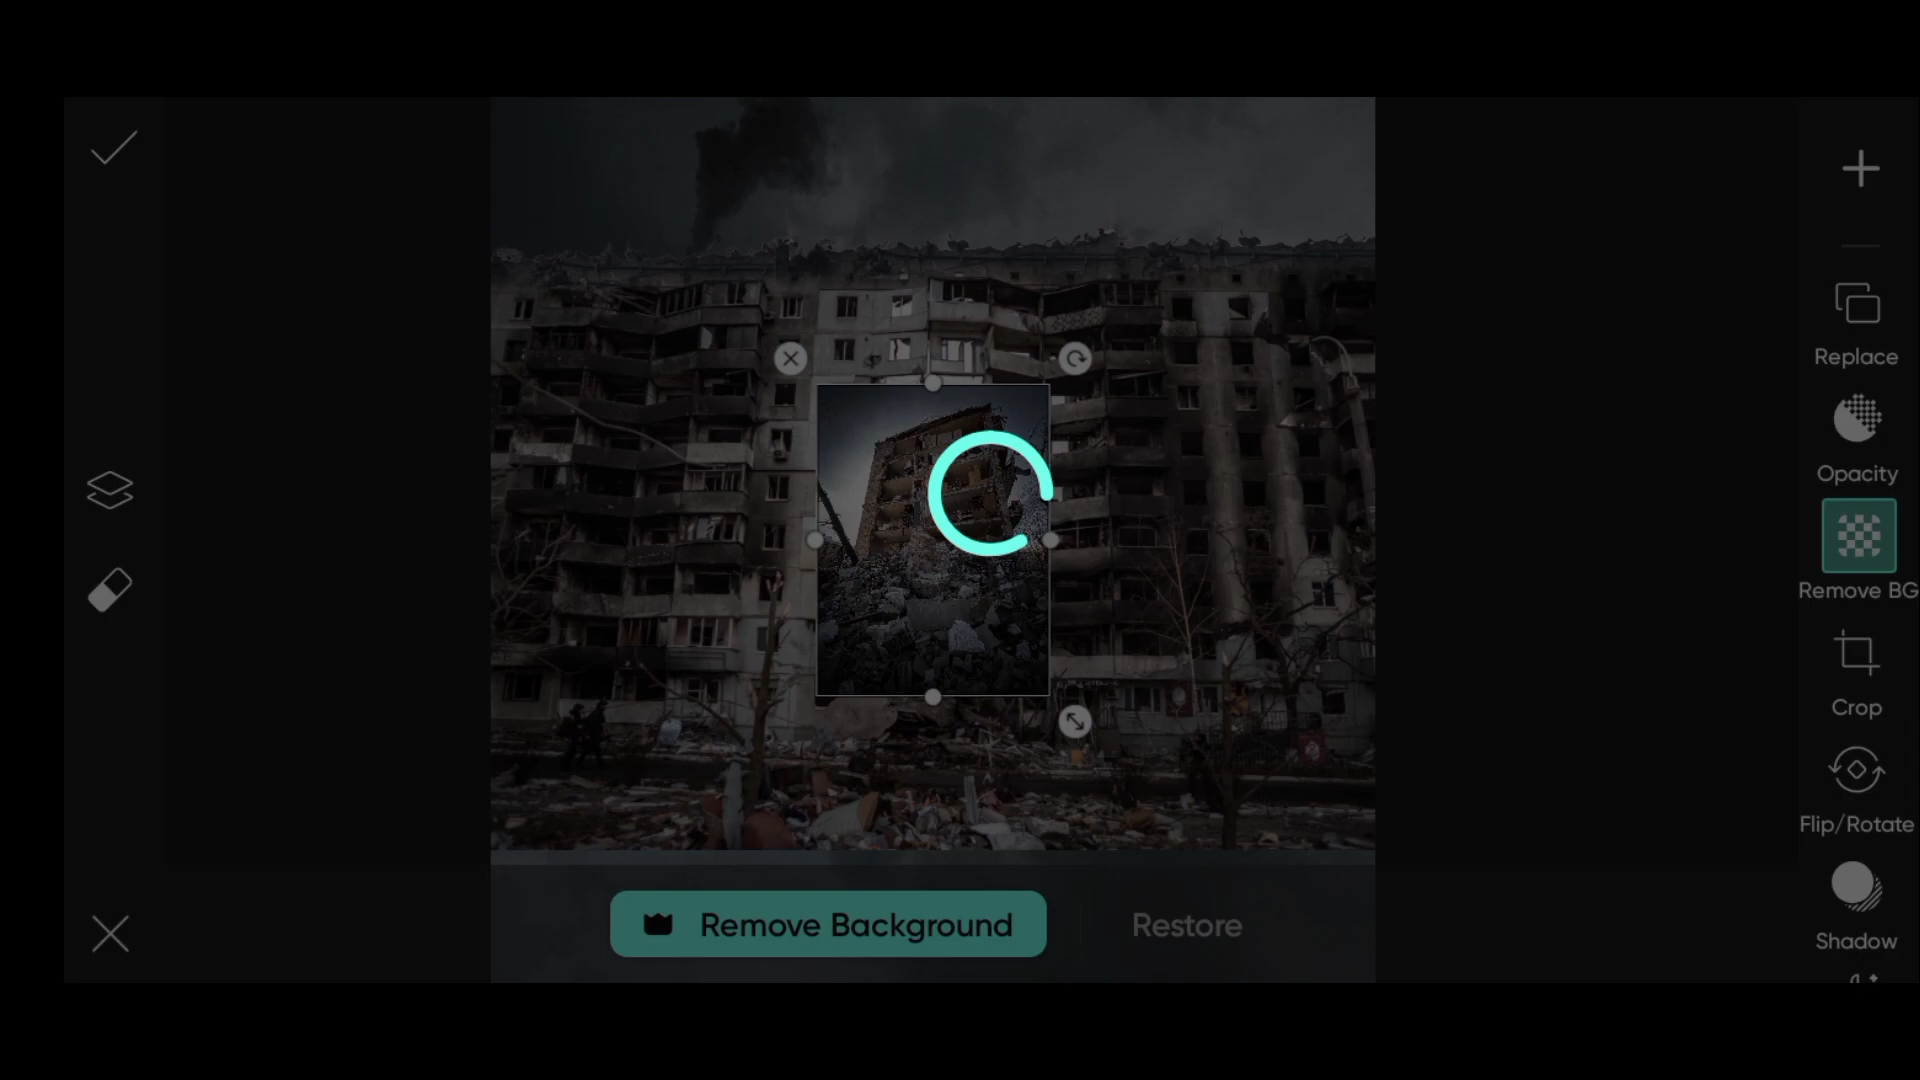 Replace
Opacity
Remove BG
Crop
Flip/Rotate
Shadow
Remove Background
Restore